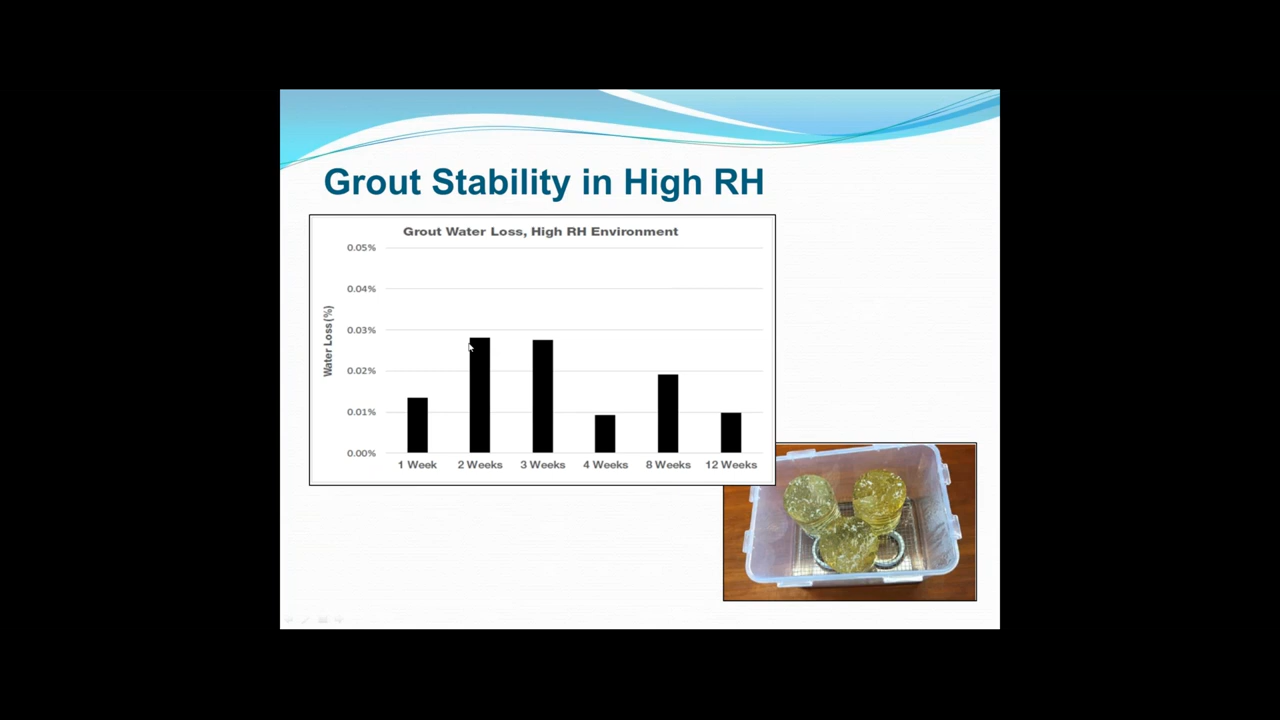 Grout Stability in High RH
Grout Water Loss, High RH Environment
0.05%
0.04%
0.03%
0.02%
0.01%
0.00%
Water Loss (%)
1 Week 2 Weeks 3 Weeks 4 Weeks 8 Weeks 12 Weeks